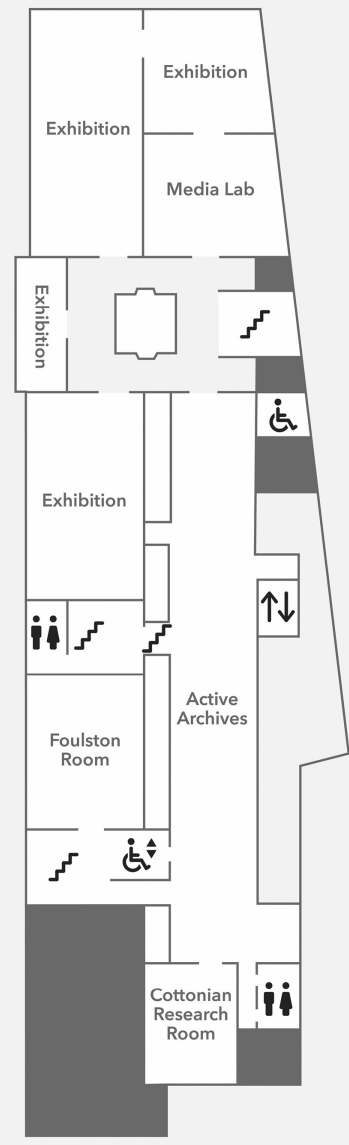 Exhibition
Exhibition
Media Lab
Exhibition
Exhibition
Active
Archives
Foulston
Room
Cottonian
Research
Room